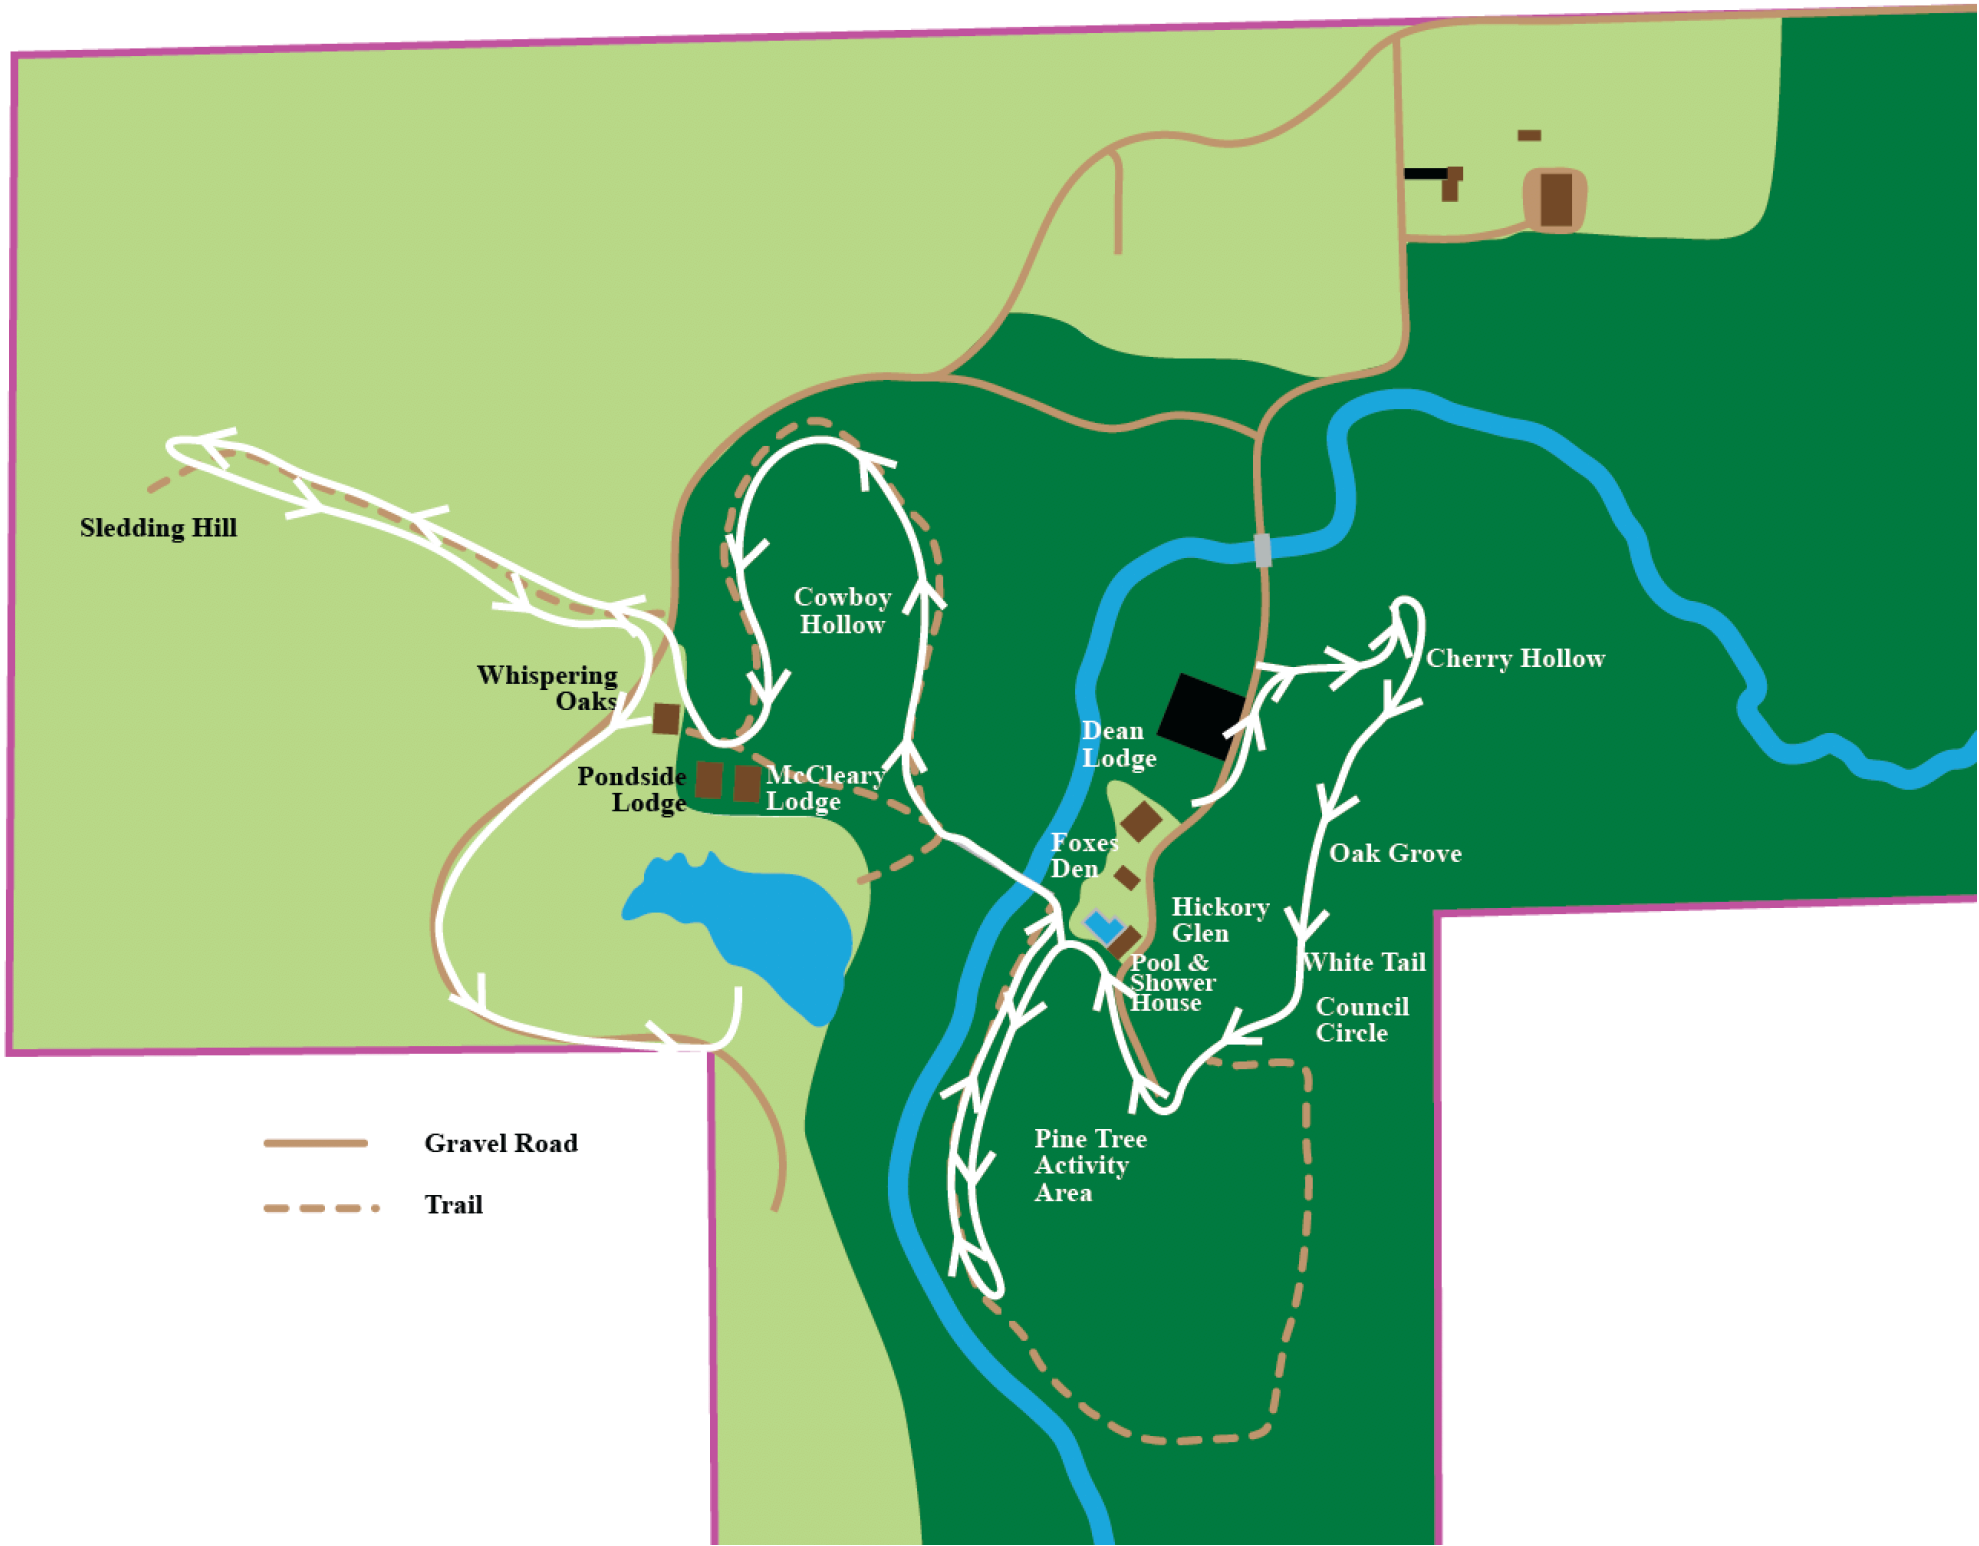 Sledding Hill
Cowboy
Hollow
Cherry Hollow
Whispering
Oaks
Dean
Lodge
Pondside
Lodge
McCleary
Lodge
Foxes
Den
Oak Grove
Hickory
Glen
Pool &
Shower
House
White Tail
Council
Circle
Pine Tree
Activity
Area
Gravel Road
Trail